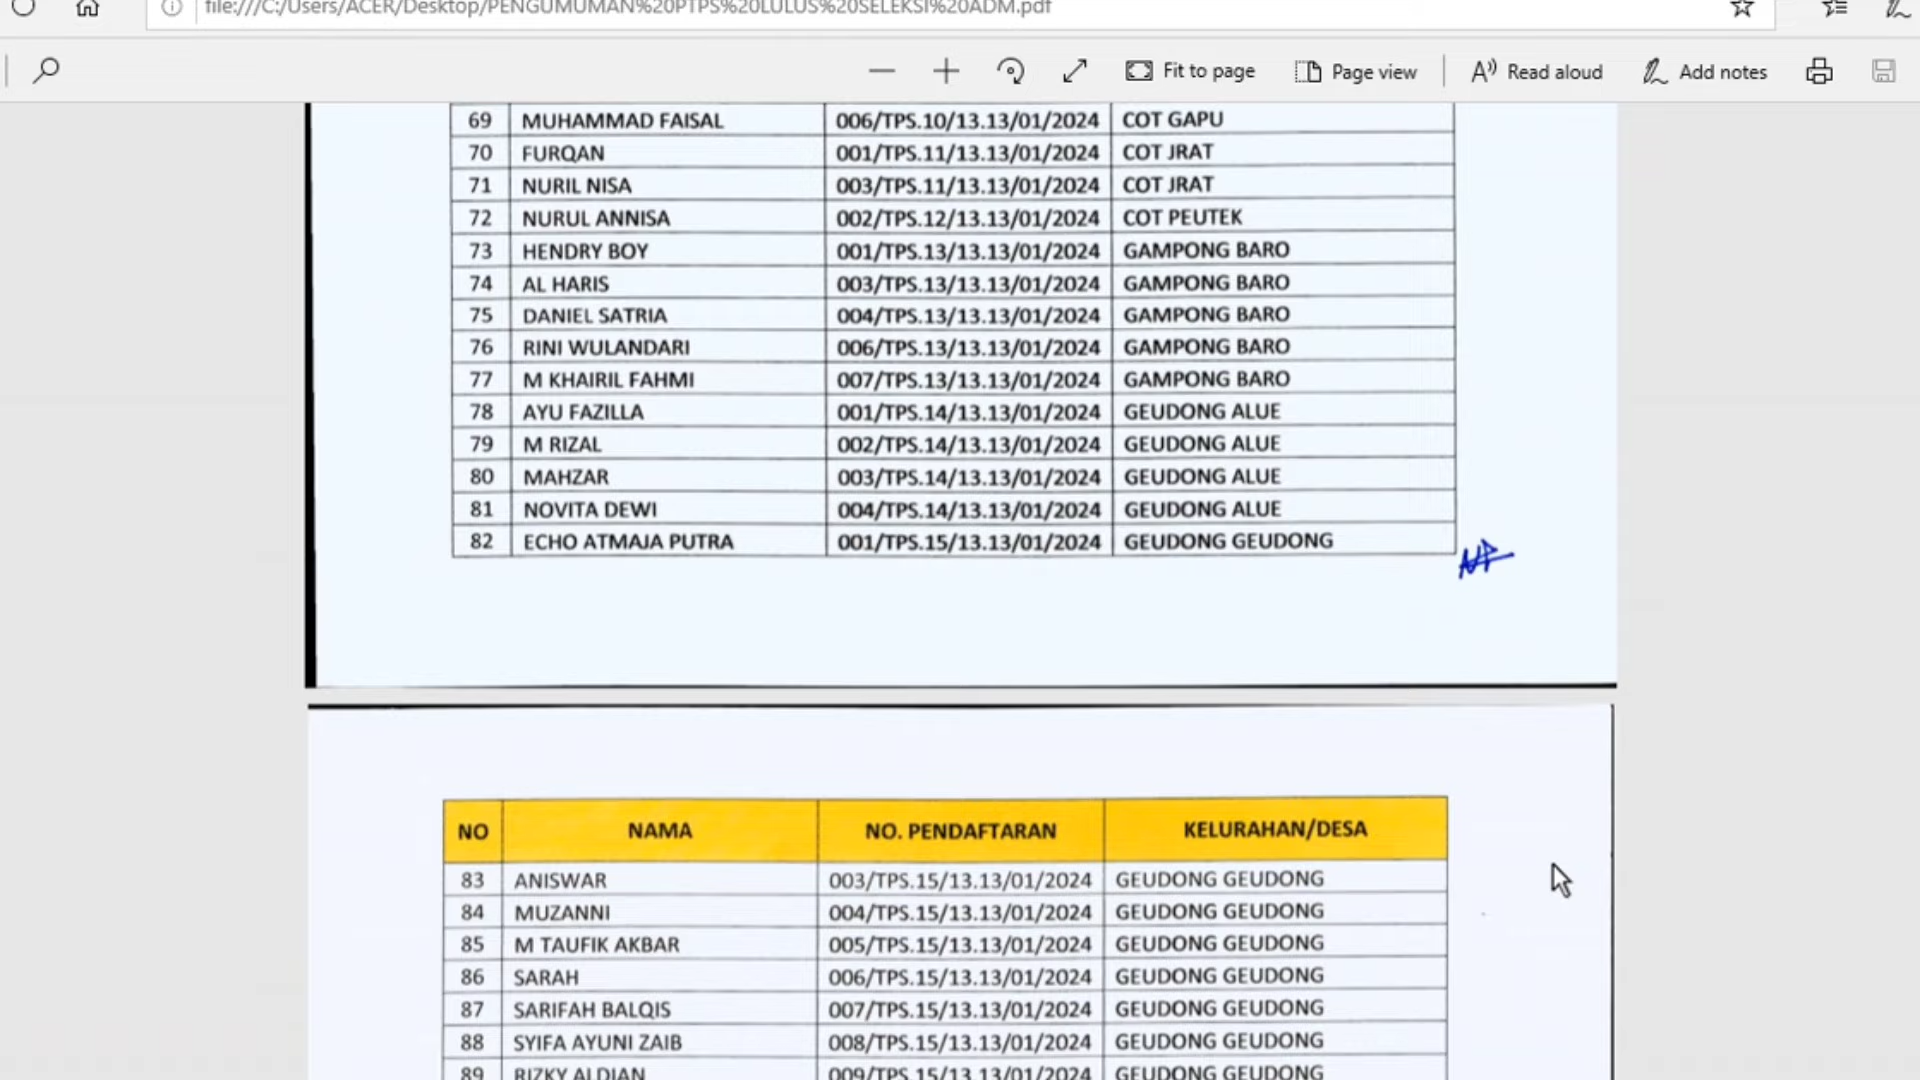 file:///C:/Users/ACER/Desktop/PENGUMUMAN%20PTPS%20LULUS%20SELEKSI%20ADM.pdf
Fit to page Page view Read aloud Add notes
69 MUHAMMAD FAISAL 006/TPS.10/13.13/01/2024 COT GAPU
70 FURQAN 001/TPS.11/13.13/01/2024 COT JRAT
71 NURIL NISA 003/TPS.11/13.13/01/2024 COT JRAT
72 NURUL ANNISA 002/TPS.12/13.13/01/2024 COT PEUTEK
73 HENDRY BOY 001/TPS.13/13.13/01/2024 GAMPONG BARO
74 AL HARIS 003/TPS.13/13.13/01/2024 GAMPONG BARO
75 DANIEL SATRIA 004/TPS.13/13.13/01/2024 GAMPONG BARO
76 RINI WULANDARI 006/TPS.13/13.13/01/2024 GAMPONG BARO
77 M KHAIRIL FAHMI 007/TPS.13/13.13/01/2024 GAMPONG BARO
78 AYU FAZILLA 001/TPS.14/13.13/01/2024 GEUDONG ALUE
79 M RIZAL 002/TPS.14/13.13/01/2024 GEUDONG ALUE
80 MAHZAR 003/TPS.14/13.13/01/2024 GEUDONG ALUE
81 NOVITA DEWI 004/TPS.14/13.13/01/2024 GEUDONG ALUE
82 ECHO ATMAJA PUTRA 001/TPS.15/13.13/01/2024 GEUDONG GEUDONG
NO NAMA NO. PENDAFTARAN KELURAHAN/DESA
83 ANISWAR 003/TPS.15/13.13/01/2024 GEUDONG GEUDONG
84 MUZANNI 004/TPS.15/13.13/01/2024 GEUDONG GEUDONG
85 M TAUFIK AKBAR 005/TPS.15/13.13/01/2024 GEUDONG GEUDONG
86 SARAH 006/TPS.15/13.13/01/2024 GEUDONG GEUDONG
87 SARIFAH BALQIS 007/TPS.15/13.13/01/2024 GEUDONG GEUDONG
88 SYIFA AYUNI ZAIB 008/TPS.15/13.13/01/2024 GEUDONG GEUDONG
89 RIZKY ALDIAN 009/TPS.15/13.13/01/2024 GEUDONG GEUDONG